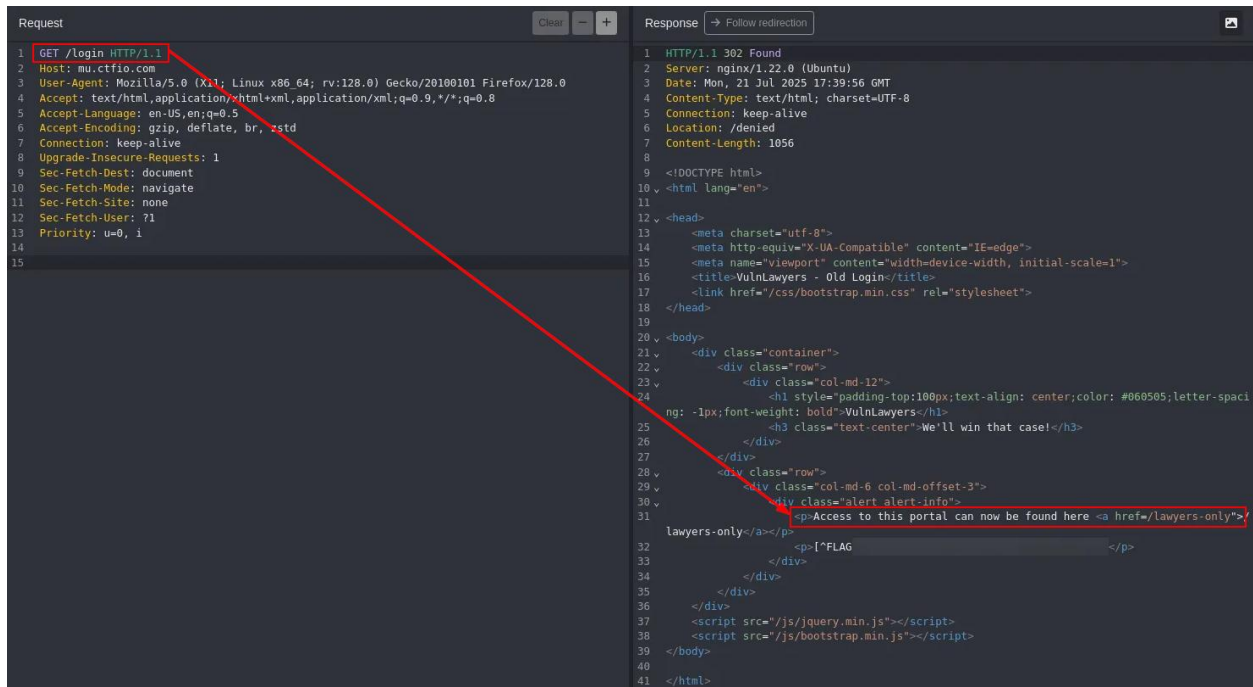 Request
Clear
Response → Follow redirection
1 GET /login HTTP/1.1
2 Host: mu.ctfio.com
3 User-Agent: Mozilla/5.0 (X11; Linux x86_64; rv:128.0) Gecko/20100101 Firefox/128.0
4 Accept: text/html,application/xhtml+xml,application/xml;q=0.9,*/*;q=0.8
5 Accept-Language: en-US,en;q=0.5
6 Accept-Encoding: gzip, deflate, br, zstd
7 Connection: keep-alive
8 Upgrade-Insecure-Requests: 1
9 Sec-Fetch-Dest: document
10 Sec-Fetch-Mode: navigate
11 Sec-Fetch-Site: none
12 Sec-Fetch-User: ?1
13 Priority: u=0, i
14
15
1 HTTP/1.1 302 Found
2 Server: nginx/1.22.0 (Ubuntu)
3 Date: Mon, 21 Jul 2025 17:39:56 GMT
4 Content-Type: text/html; charset=UTF-8
5 Connection: keep-alive
6 Location: /denied
7 Content-Length: 1056
8
9 <!DOCTYPE html>
10 <html lang="en">
11
12 <head>
13 <meta charset="utf-8">
14 <meta http-equiv="X-UA-Compatible" content="IE=edge">
15 <meta name="viewport" content="width=device-width, initial-scale=1">
16 <title>VulnLawyers - Old Login</title>
17 <link href="/css/bootstrap.min.css" rel="stylesheet">
18 </head>
19
20 <body>
21 <div class="container">
22 <div class="row">
23 <div class="col-md-12">
24 <h1 style="padding-top:100px;text-align: center;color: #060505;letter-spaci
ng: -1px;font-weight: bold">VulnLawyers</h1>
25 <h3 class="text-center">We'll win that case!</h3>
26 </div>
27 </div>
28 <div class="row">
29 <div class="col-md-6 col-md-offset-3">
30 <div class="alert alert-info">
31 <p>Access to this portal can now be found here <a href=/lawyers-only">/
lawyers-only</a></p>
32 <p>[^FLAG </p>
33 </div>
34 </div>
35 </div>
36 </div>
37 <script src="/js/jquery.min.js"></script>
38 <script src="/js/bootstrap.min.js"></script>
39 </body>
40
41 </html>